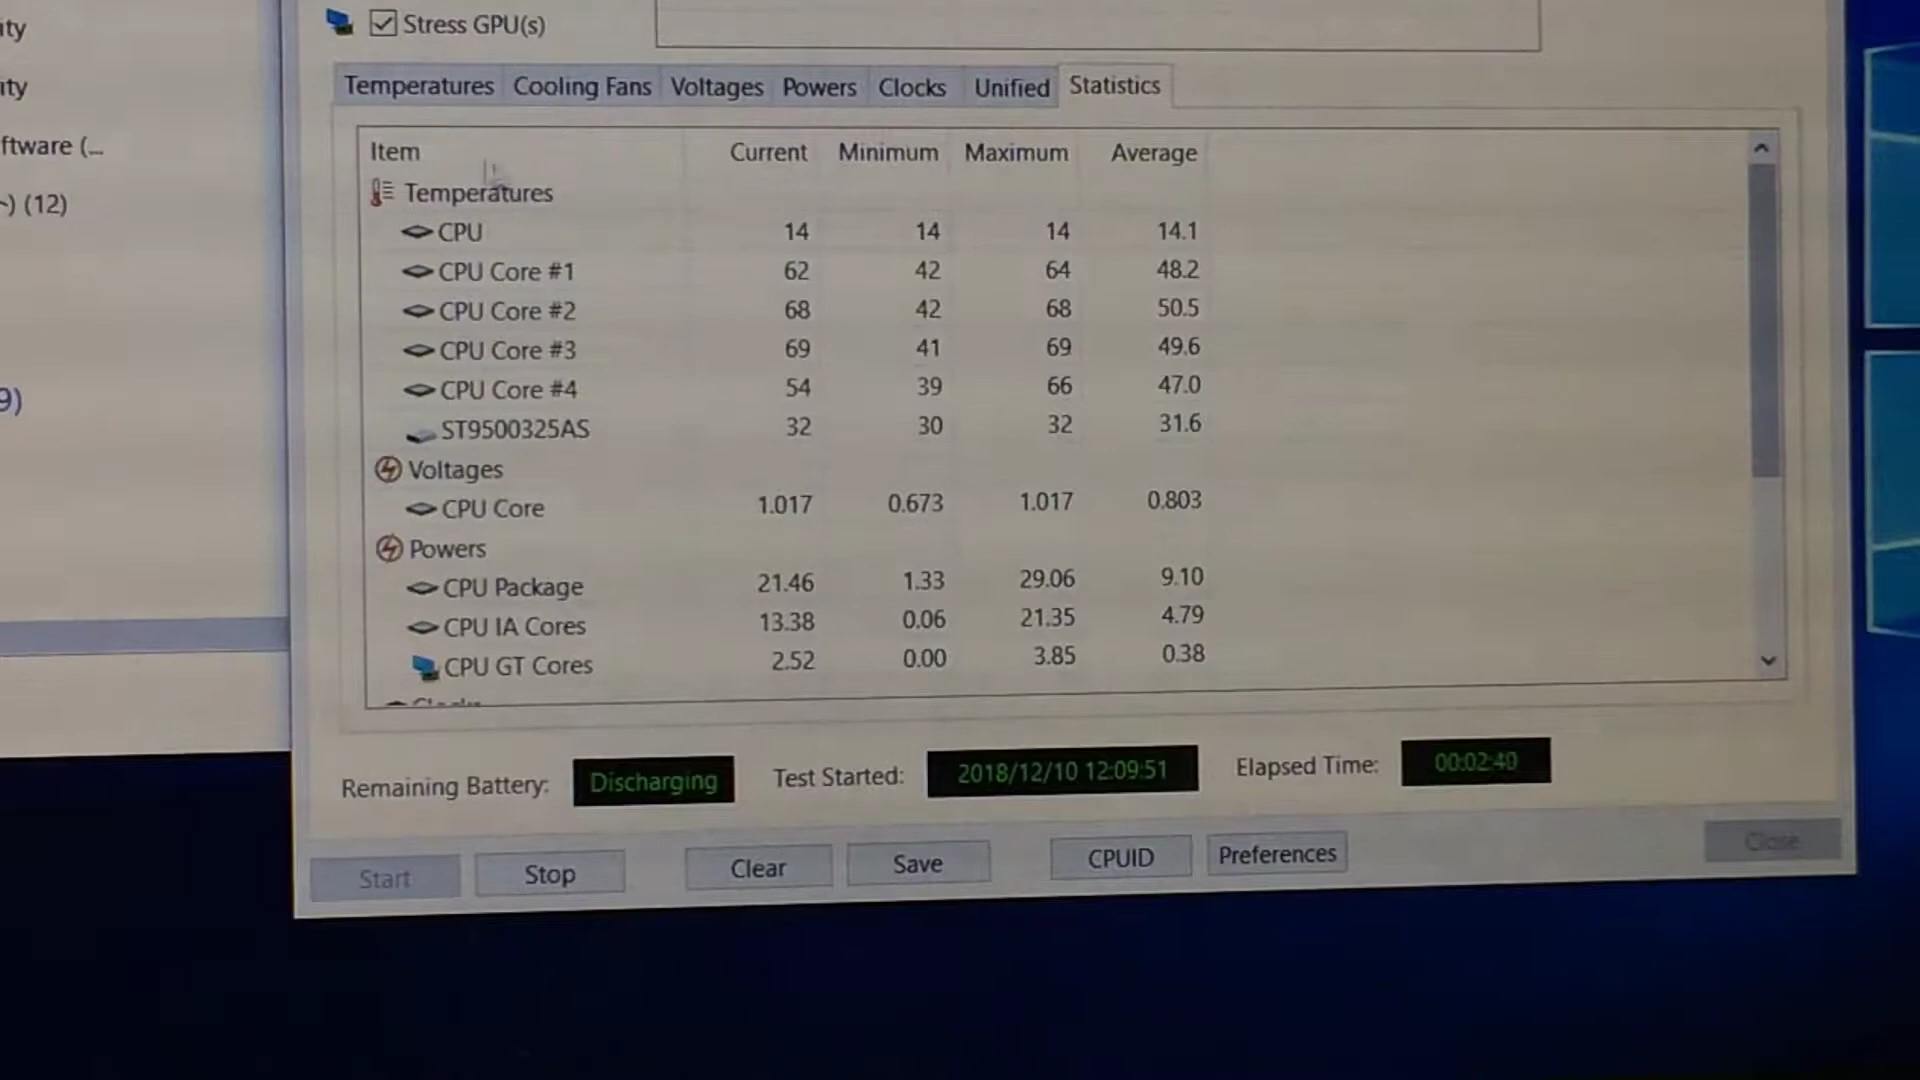 ity
Stress GPU(s)
ity
Temperatures Cooling Fans Voltages Powers Clocks Unified Statistics
ftware (...
Item Current Minimum Maximum Average
Temperatures
) (12)
CPU 14 14 14 14.1
CPU Core #1 62 42 64 48.2
CPU Core #2 68 42 68 50.5
CPU Core #3 69 41 69 49.6
CPU Core #4 54 39 66 47.0
9)
ST9500325AS 32 30 32 31.6
Voltages
CPU Core 1.017 0.673 1.017 0.803
Powers
CPU Package 21.46 1.33 29.06 9.10
CPU IA Cores 13.38 0.06 21.35 4.79
CPU GT Cores 2.52 0.00 3.85 0.38
Remaining Battery: Discharging Test Started: 2018/12/10 12:09:51 Elapsed Time: 00:02:40
Start Stop Clear Save CPUID Preferences Close